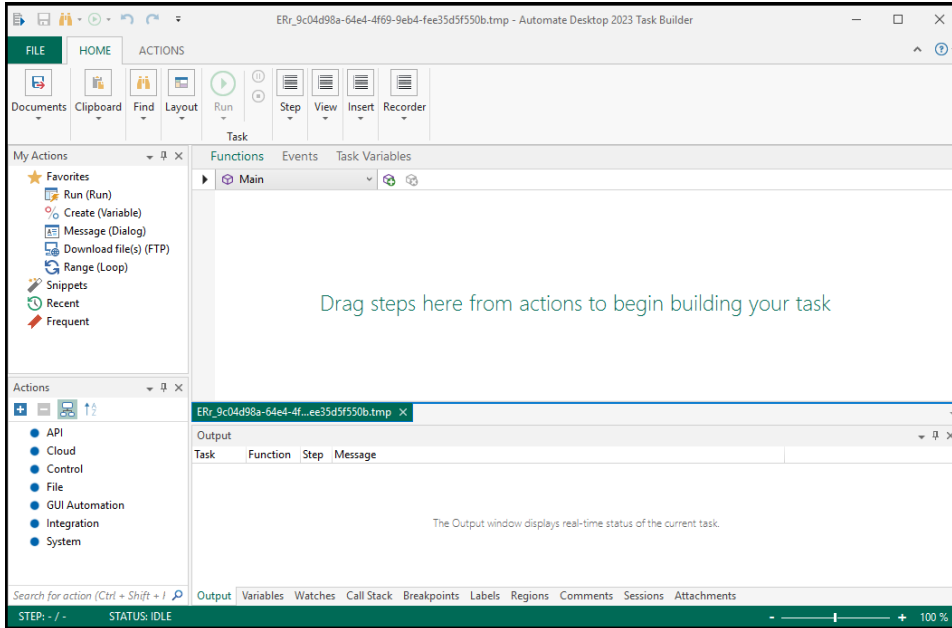 ERr_9c04d98a-64e4-4f69-9eb4-fee35d5f550b.tmp - Automate Desktop 2023 Task Builder
FILE HOME ACTIONS
Documents Clipboard Find Layout Run Step View Insert Recorder
Task
My Actions
Favorites
Run (Run)
Create (Variable)
Message (Dialog)
Download file(s) (FTP)
Range (Loop)
Snippets
Recent
Frequent
Functions Events Task Variables
Main
Drag steps here from actions to begin building your task
Actions
API
Cloud
Control
File
GUI Automation
Integration
System
Search for action (Ctrl + Shift +
ERr_9c04d98a-64e4-4f...ee35d5f550b.tmp
Output
Task Function Step Message
The Output window displays real-time status of the current task.
Output Variables Watches Call Stack Breakpoints Labels Regions Comments Sessions Attachments
STEP: - / - STATUS: IDLE 100 %